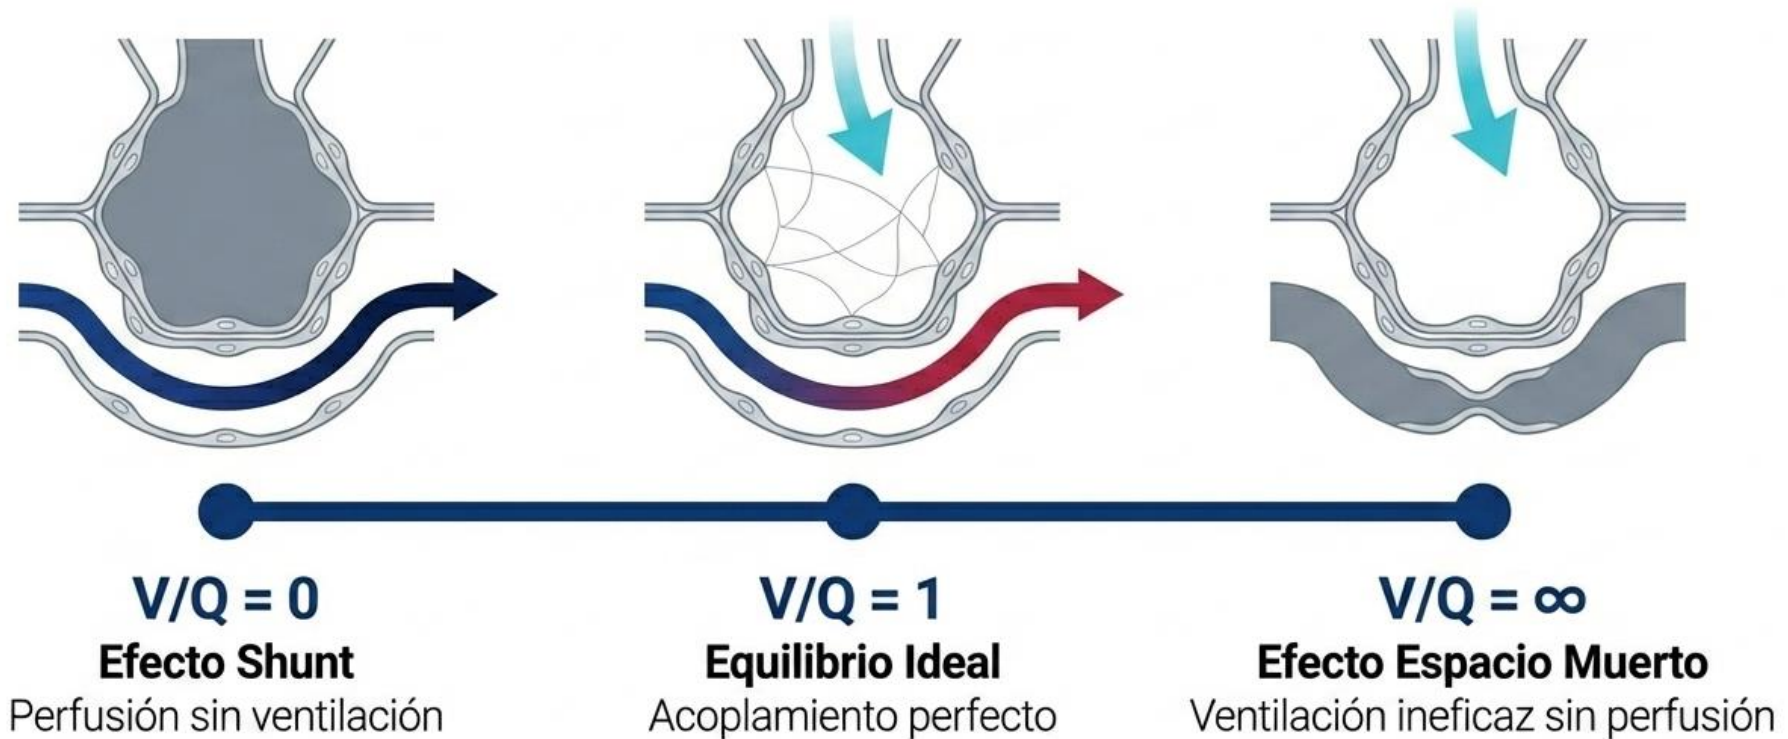 V/Q = 0
Efecto Shunt
Perfusión sin ventilación
V/Q = 1
Equilibrio Ideal
Acoplamiento perfecto
V/Q = ∞
Efecto Espacio Muerto
Ventilación ineficaz sin perfusión